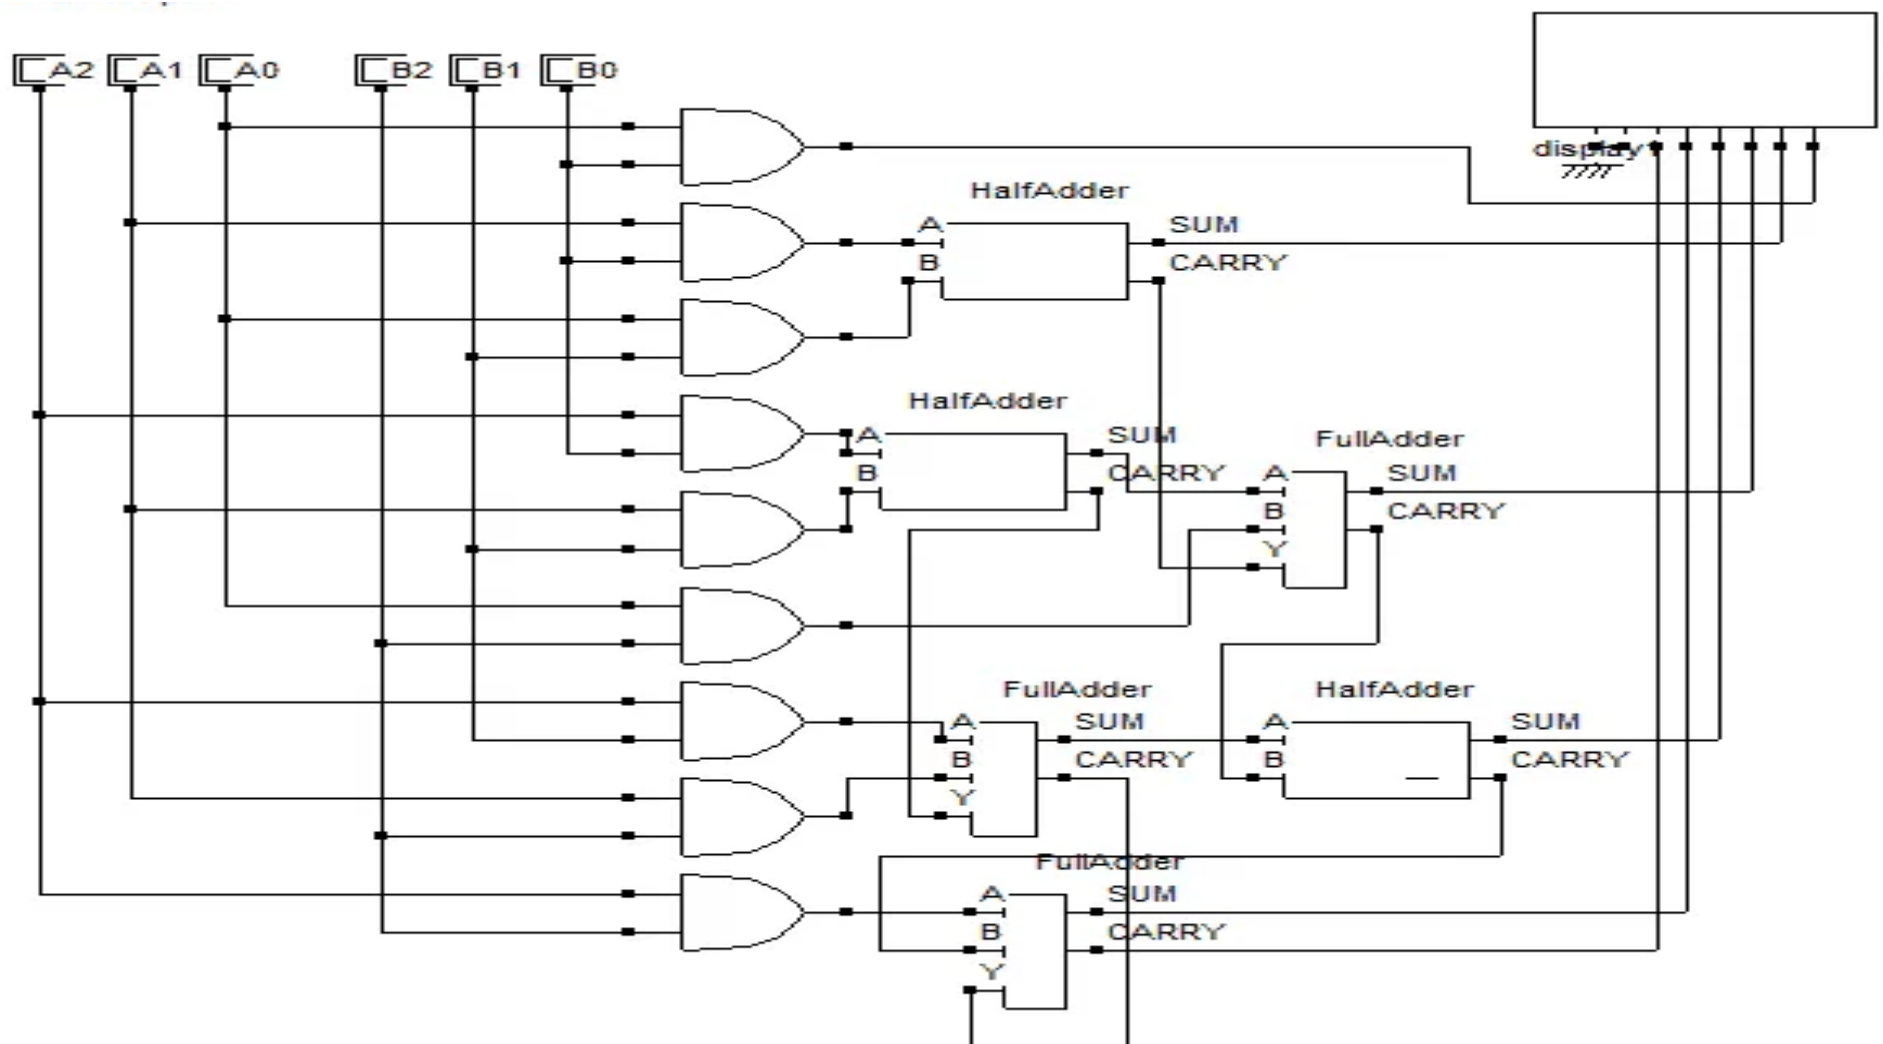 A2 A1 A0 B2 B1 B0
display1
HalfAdder
A SUM
B CARRY
HalfAdder
A SUM
B CARRY
FullAdder
A SUM
B CARRY
Y
FullAdder
A SUM
B CARRY
Y
HalfAdder
A SUM
B CARRY
FullAdder
A SUM
B CARRY
Y